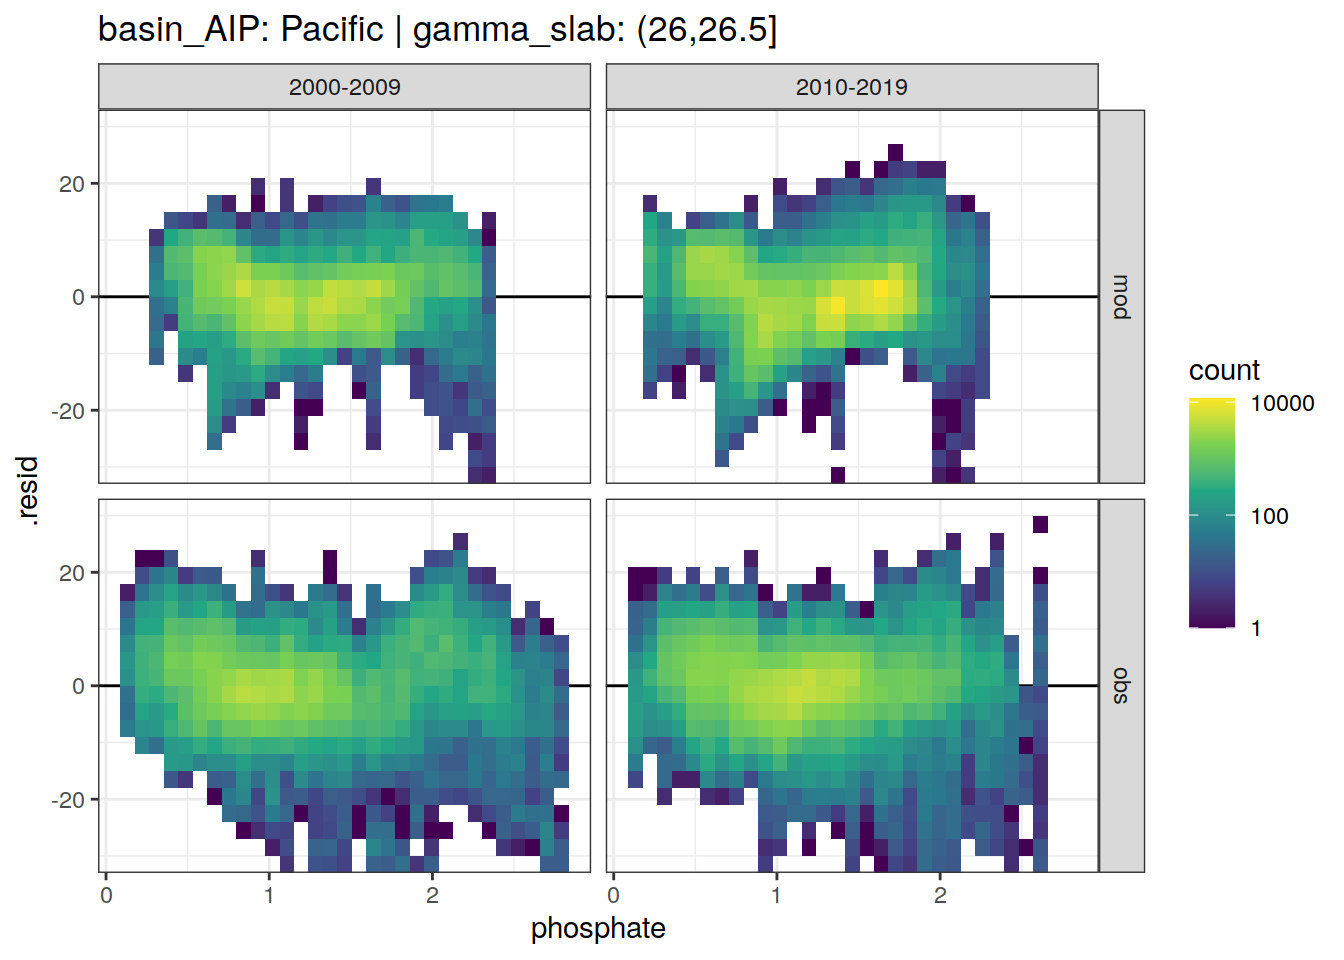 basin_AIP: Pacific | gamma_slab: (26,26.5]
2000-2009
2010-2019
20
0
-20
mod
20
0
-20
obs
0
1
2
0
1
2
phosphate
.resid
count
10000
100
1